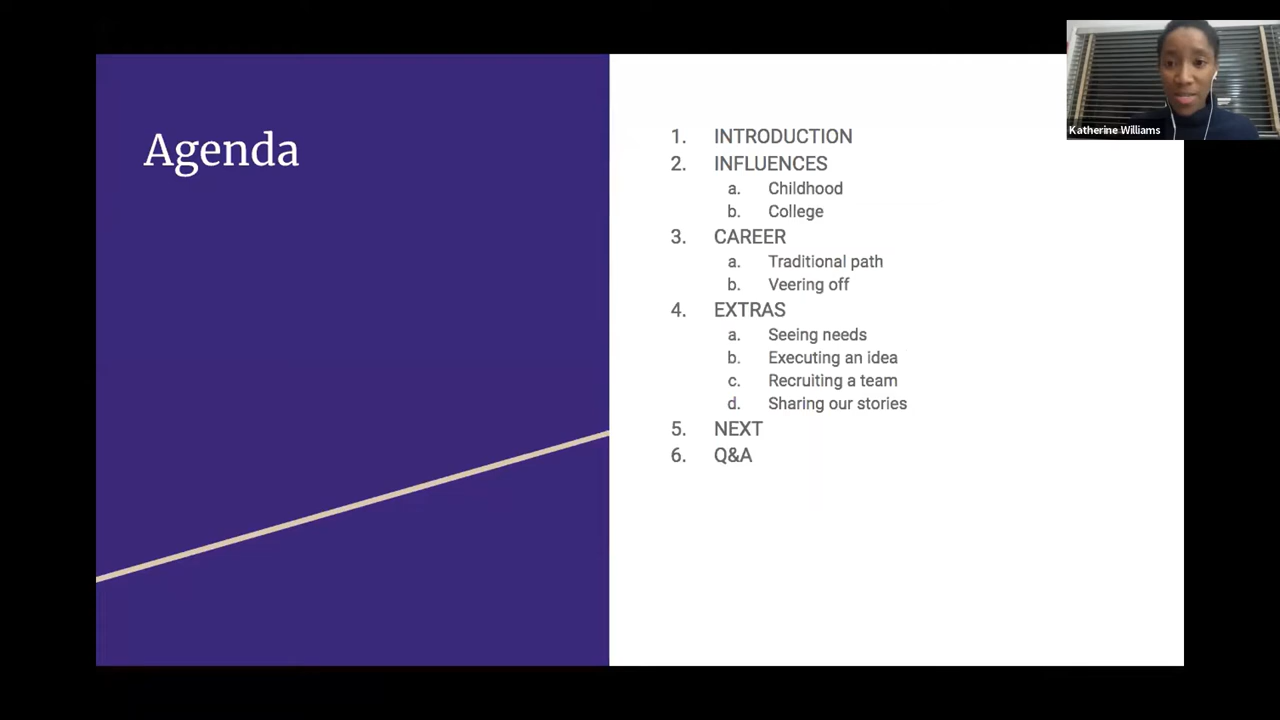 Agenda
1. INTRODUCTION
2. INFLUENCES
a. Childhood
b. College
3. CAREER
a. Traditional path
b. Veering off
4. EXTRAS
a. Seeing needs
b. Executing an idea
c. Recruiting a team
d. Sharing our stories
5. NEXT
6. Q&A
Katherine Williams